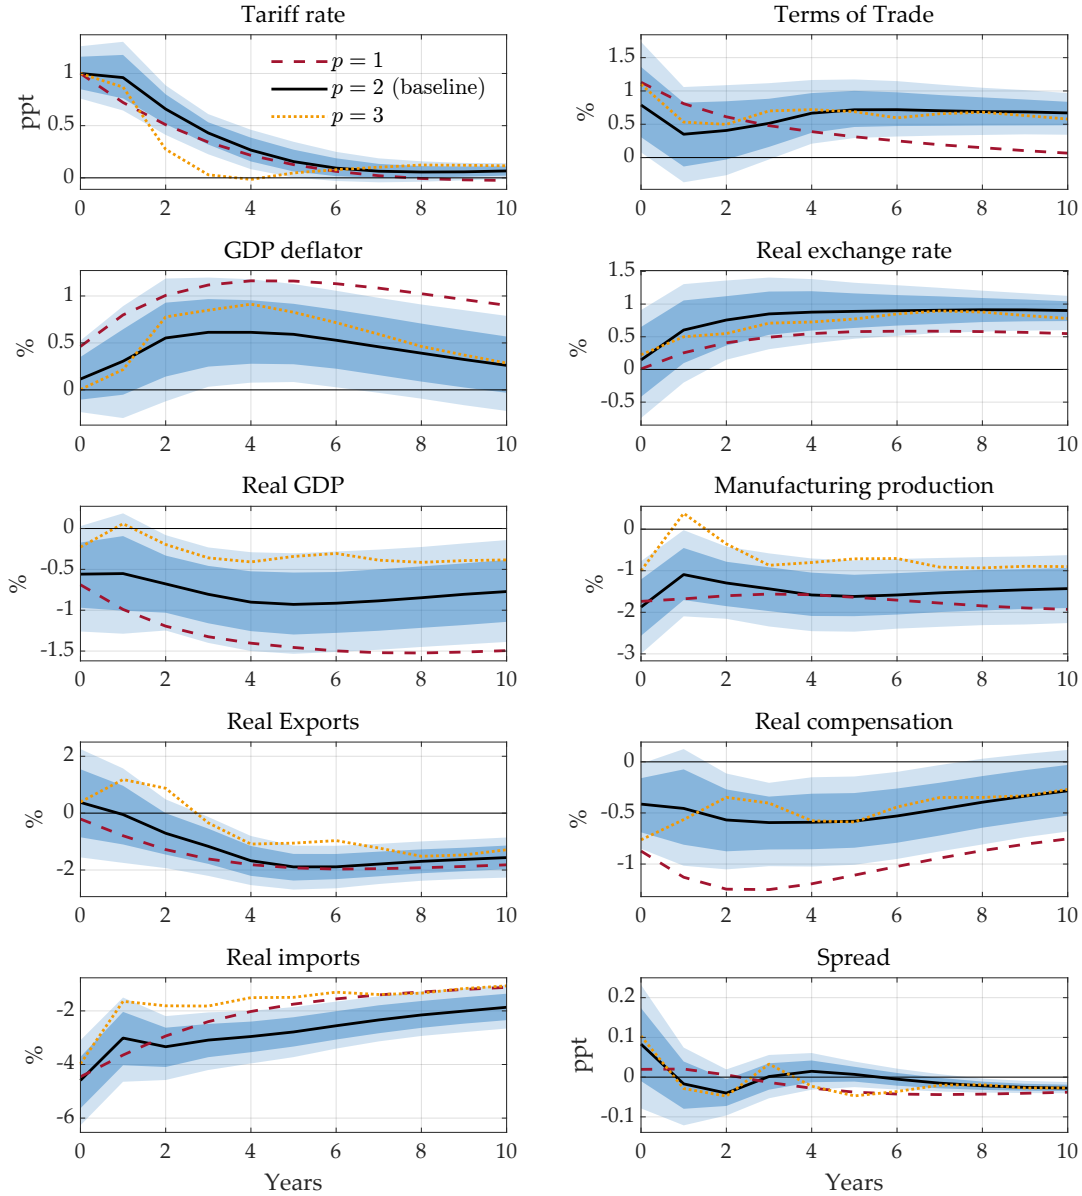 Tariff rate
ppt
1
0.5
0
p = 1
p = 2 (baseline)
p = 3
0 2 4 6 8 10
Terms of Trade
%
1.5
1
0.5
0
0 2 4 6 8 10
GDP deflator
%
1
0.5
0
0 2 4 6 8 10
Real exchange rate
%
1.5
1
0.5
0
-0.5
0 2 4 6 8 10
Real GDP
%
0
-0.5
-1
-1.5
0 2 4 6 8 10
Manufacturing production
%
0
-1
-2
-3
0 2 4 6 8 10
Real Exports
%
2
0
-2
0 2 4 6 8 10
Real compensation
%
0
-0.5
-1
0 2 4 6 8 10
Real imports
%
-2
-4
-6
0 2 4 6 8 10
Years
Spread
ppt
0.2
0.1
0
-0.1
0 2 4 6 8 10
Years